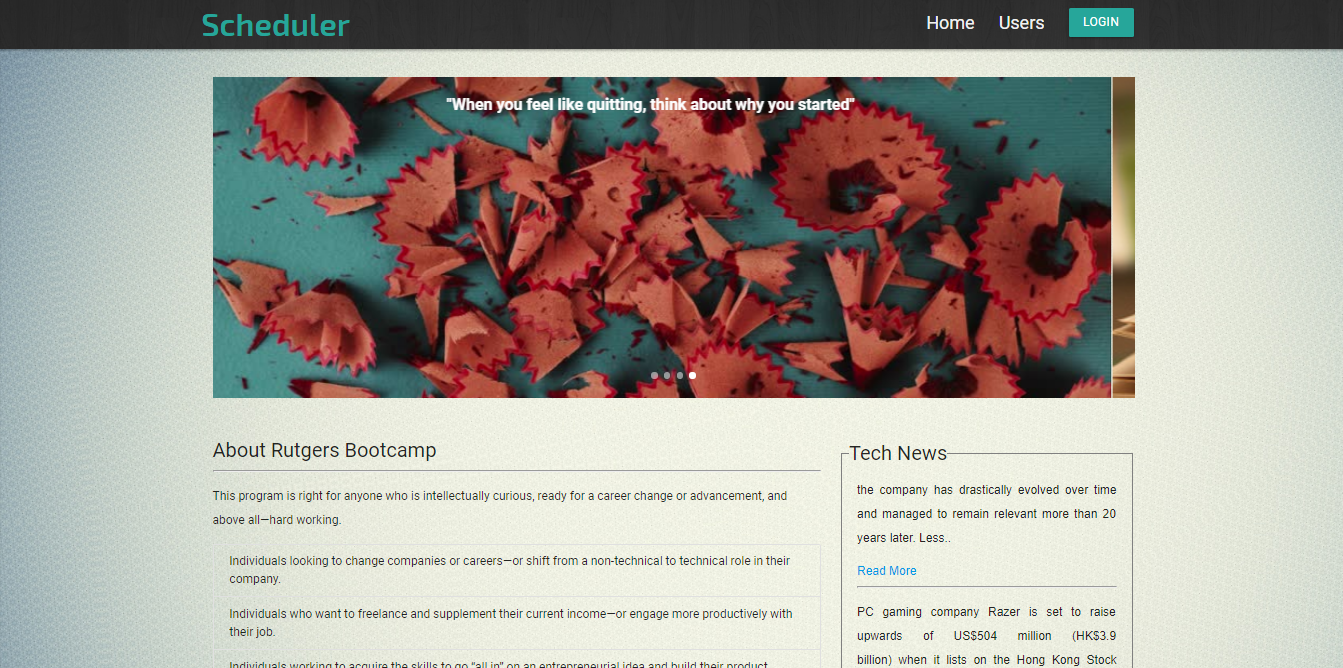 Scheduler
Home Users LOGIN
"When you feel like quitting, think about why you started"
About Rutgers Bootcamp
This program is right for anyone who is intellectually curious, ready for a career change or advancement, and
above all—hard working.
Individuals looking to change companies or careers—or shift from a non-technical to technical role in their
company.
Individuals who want to freelance and supplement their current income—or engage more productively with
their job.
Individuals working to acquire the skills to go “all in” on an entrepreneurial idea and build their product
Tech News
the company has drastically evolved over time
and managed to remain relevant more than 20
years later. Less..
Read More
PC gaming company Razer is set to raise
upwards of US$504 million (HK$3.9
billion) when it lists on the Hong Kong Stock